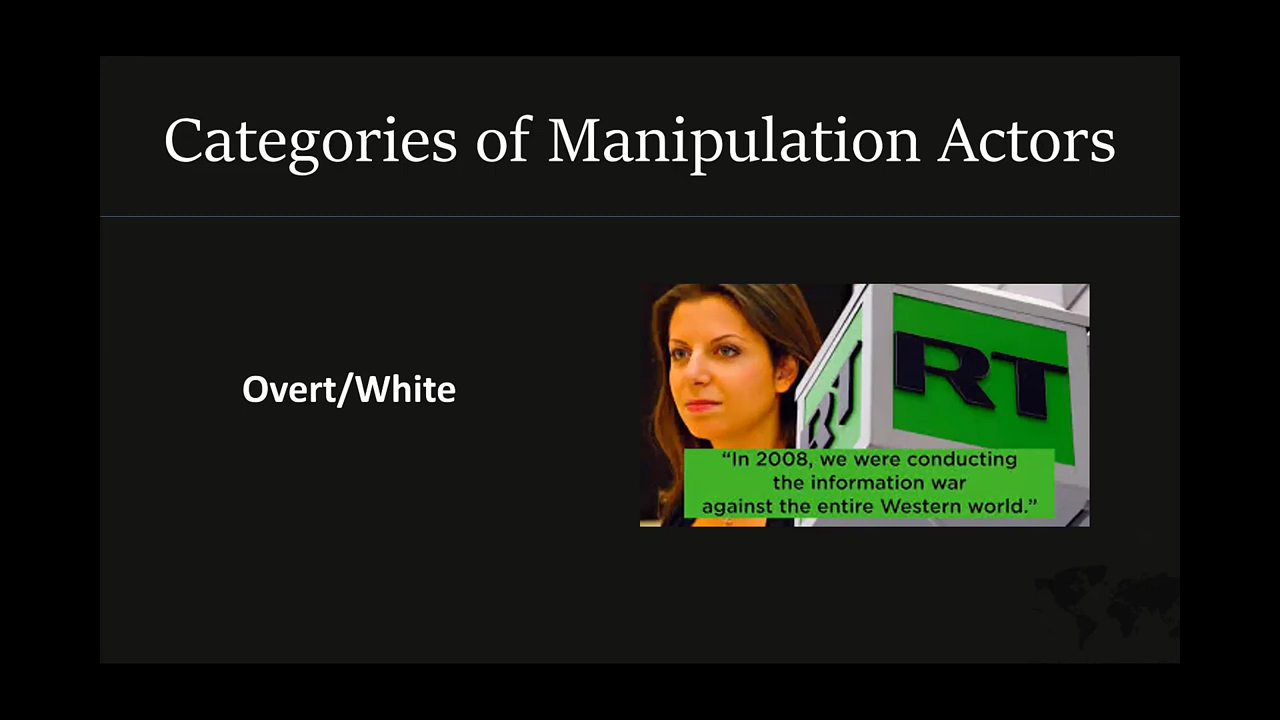 Categories of Manipulation Actors
Overt/White
RT
RT
“In 2008, we were conducting
the information war
against the entire Western world.”